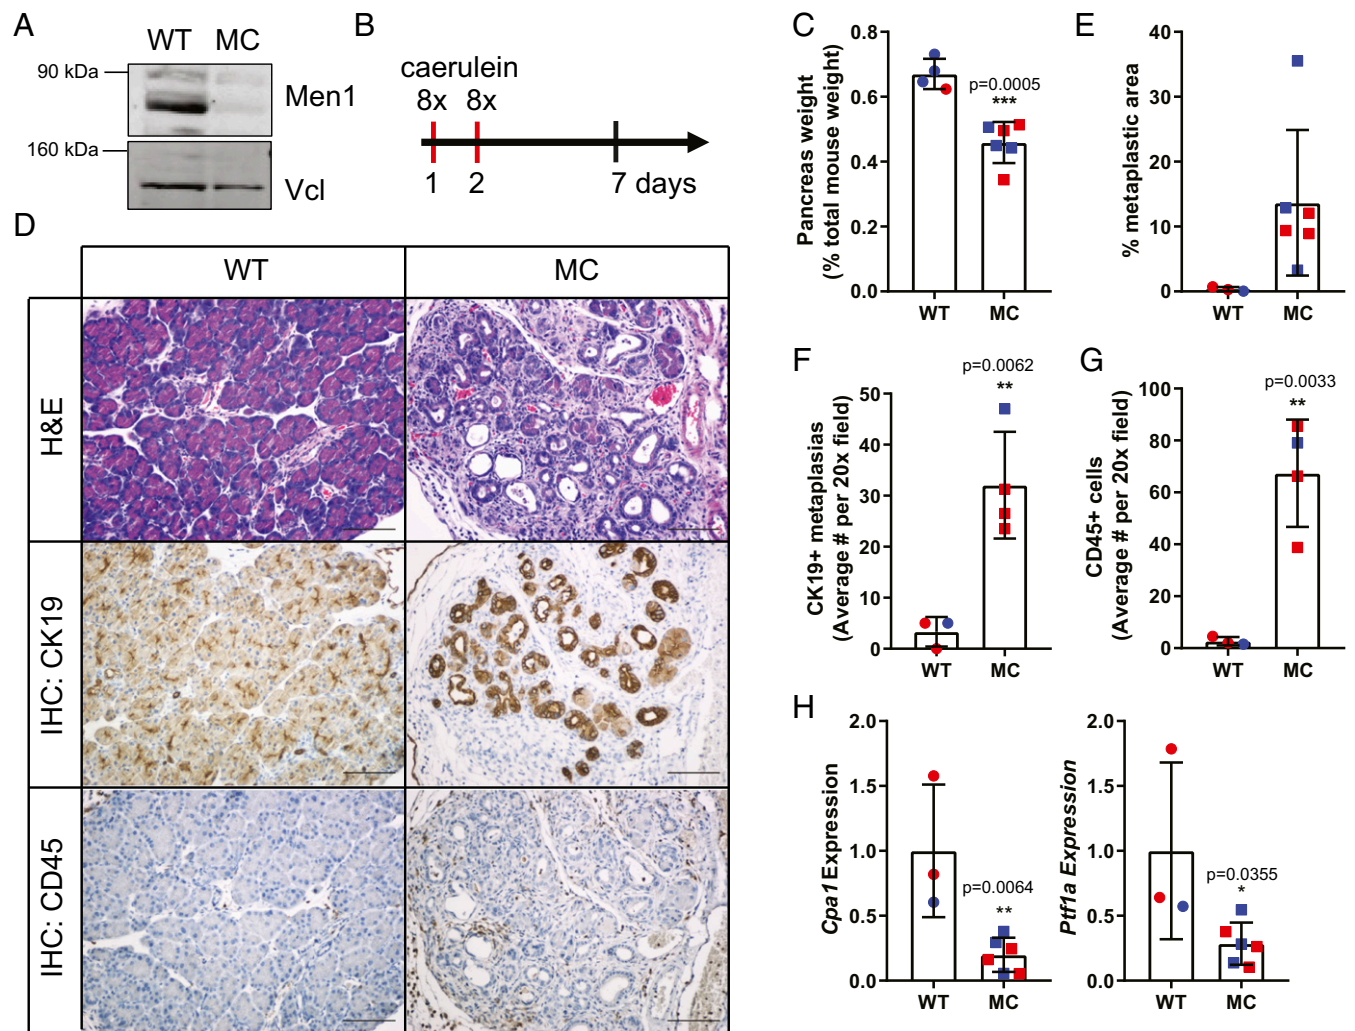 A
WT MC
90 kDa
Men1
160 kDa
Vcl
B
caerulein
8x 8x
1 2 7 days
C
Pancreas weight
(% total mouse weight)
0.8
0.6
0.4
0.2
0.0
p=0.0005
***
WT MC
D
WT MC
H&E
IHC: CK19
IHC: CD45
E
% metaplastic area
40
30
20
10
0
WT MC
F
CK19+ metaplasias
(Average # per 20x field)
50
40
30
20
10
0
p=0.0062
**
WT MC
G
CD45+ cells
(Average # per 20x field)
100
80
60
40
20
0
p=0.0033
**
WT MC
H
Cpa1 Expression
2.0
1.5
1.0
0.5
0.0
p=0.0064
**
WT MC
Ptf1a Expression
2.0
1.5
1.0
0.5
0.0
p=0.0355
*
WT MC